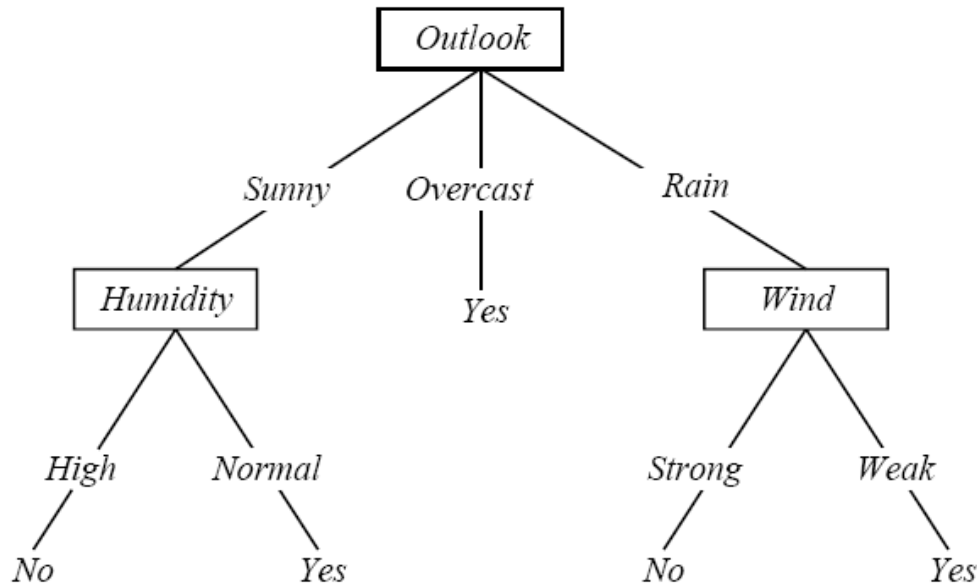 Outlook
Sunny Overcast Rain
Humidity Yes Wind
High Normal Strong Weak
No Yes No Yes